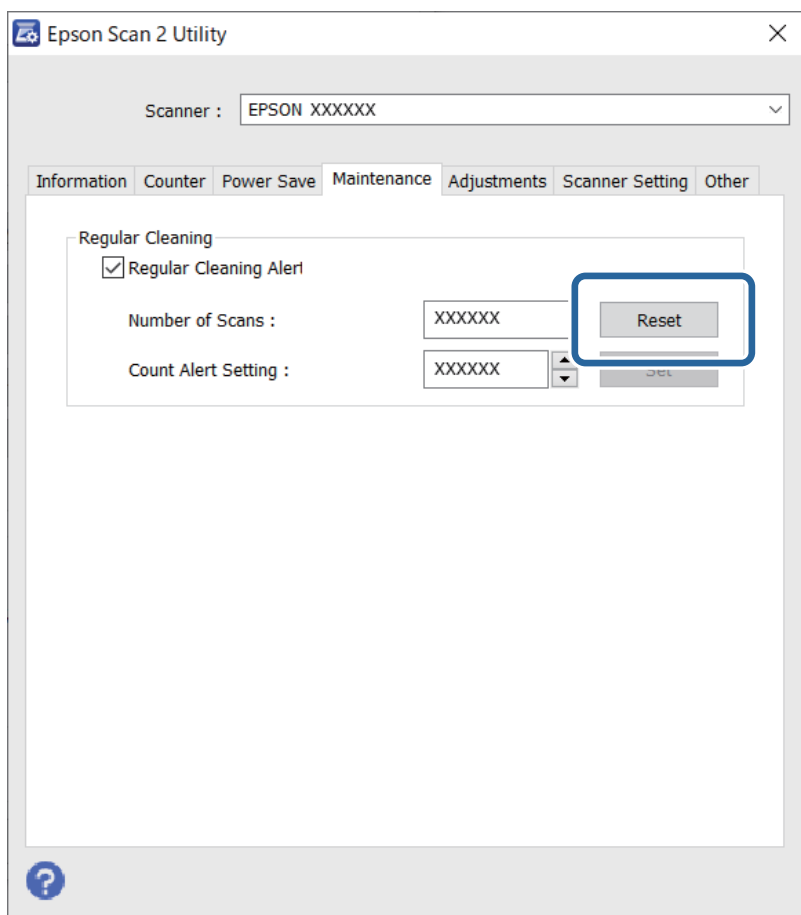 Epson Scan 2 Utility
Scanner :
EPSON XXXXXX
Information Counter Power Save Maintenance Adjustments Scanner Setting Other
Regular Cleaning
Regular Cleaning Alert
Number of Scans : XXXXXX Reset
Count Alert Setting : XXXXXX Set